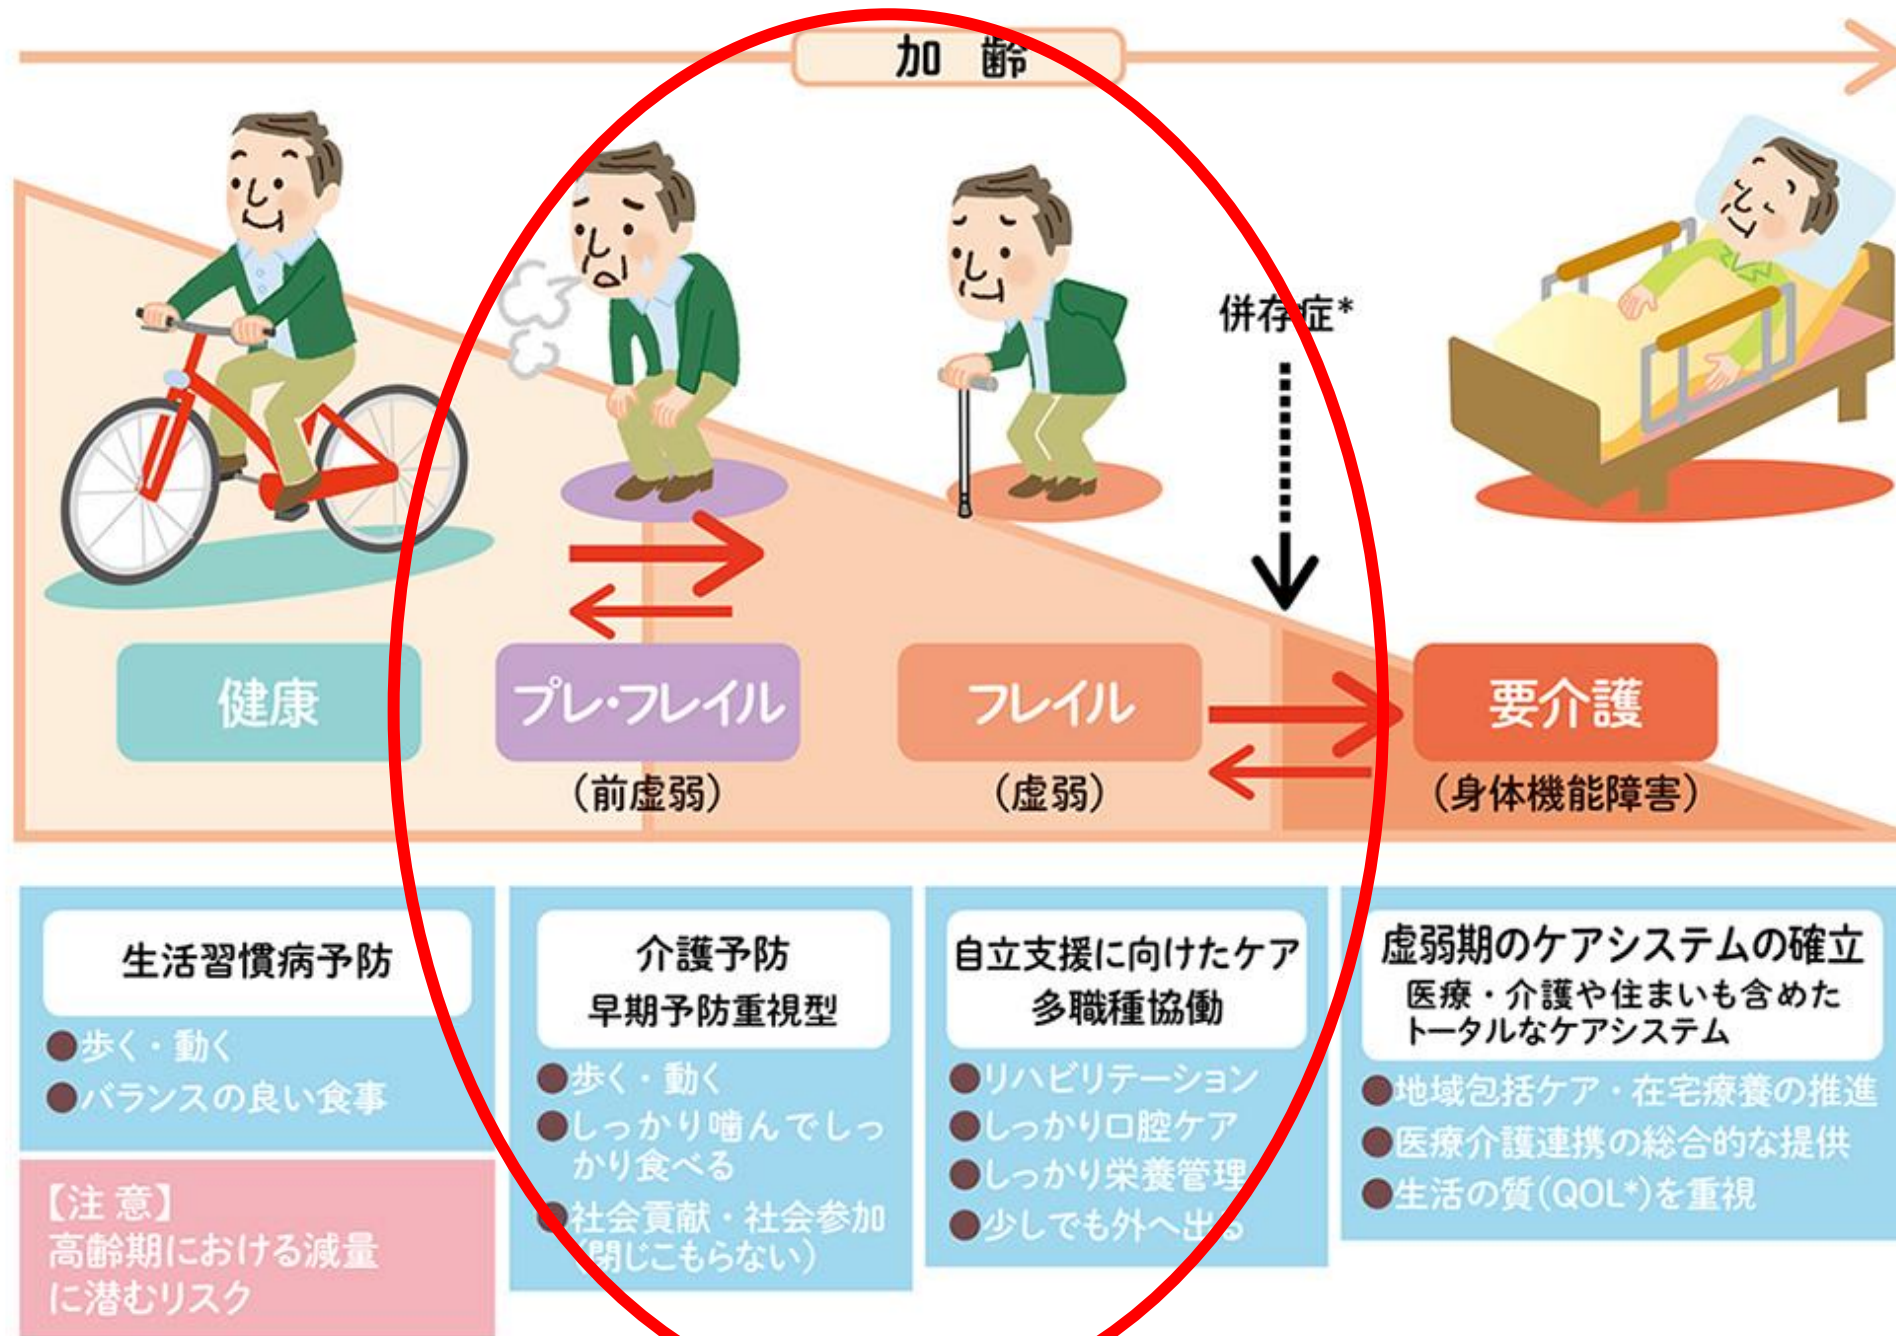 加 齢
併存症*
健康
プレ・フレイル
フレイル
要介護
（前虚弱）
（虚弱）
（身体機能障害）
生活習慣病予防
●歩く・動く
●バランスの良い食事
【注 意】
高齢期における減量
に潜むリスク
介護予防
早期予防重視型
●歩く・動く
●しっかり噛んでしっ
かり食べる
●社会貢献・社会参加
（閉じこもらない）
自立支援に向けたケア
多職種協働
●リハビリテーション
●しっかり口腔ケア
●しっかり栄養管理
●少しでも外へ出る
虚弱期のケアシステムの確立
医療・介護や住まいも含めた
トータルなケアシステム
●地域包括ケア・在宅療養の推進
●医療介護連携の総合的な提供
●生活の質(QOL*)を重視